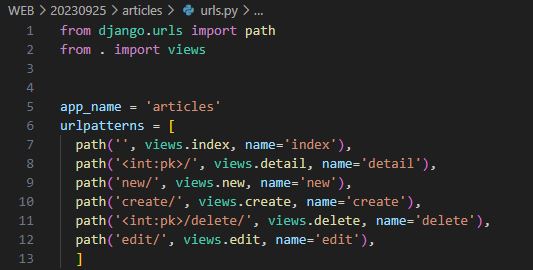 WEB > 20230925 > articles > urls.py > ...
1 from django.urls import path
2 from . import views
3
4
5 app_name = 'articles'
6 urlpatterns = [
7 path('', views.index, name='index'),
8 path('<int:pk>/', views.detail, name='detail'),
9 path('new/', views.new, name='new'),
10 path('create/', views.create, name='create'),
11 path('<int:pk>/delete/', views.delete, name='delete'),
12 path('edit/', views.edit, name='edit'),
13 ]